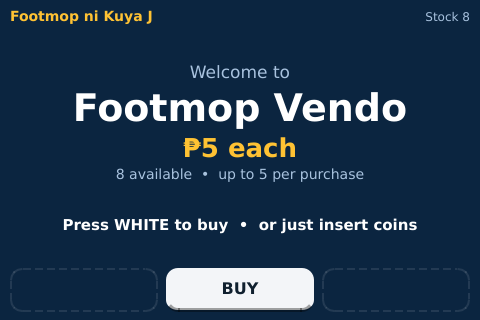 Footmop ni Kuya J
Stock 8
Welcome to
Footmop Vendo
₱5 each
8 available • up to 5 per purchase
Press WHITE to buy • or just insert coins
BUY